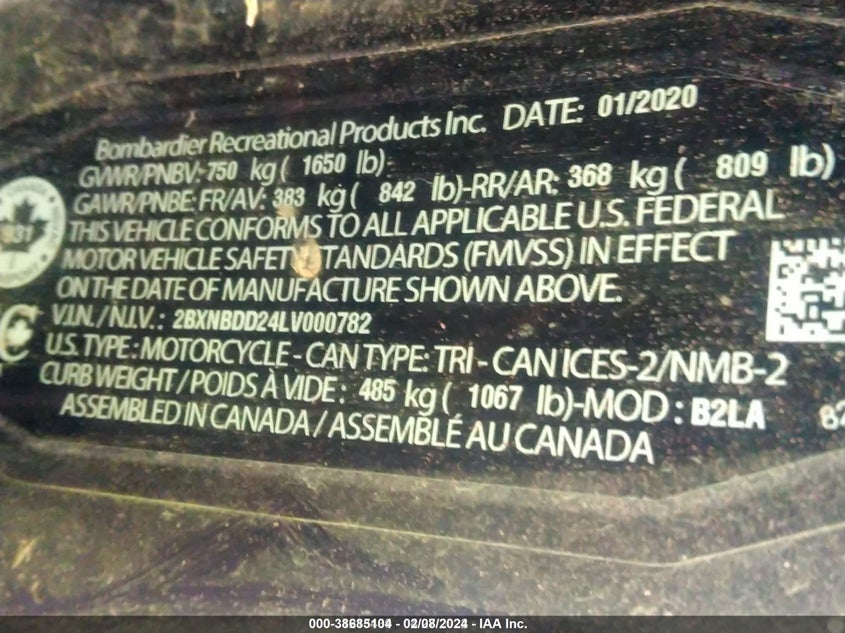 Bombardier Recreational Products Inc. DATE: 01/2020
GVWR/PNBV: 750 kg ( 1650 lb)
GAWR/PNBE: FR/AV: 383 kg ( 842 lb)-RR/AR: 368 kg ( 809 lb)
THIS VEHICLE CONFORMS TO ALL APPLICABLE U.S. FEDERAL
MOTOR VEHICLE SAFETY STANDARDS (FMVSS) IN EFFECT
ON THE DATE OF MANUFACTURE SHOWN ABOVE.
V.I.N. / N.I.V. : 2BXNBDD24LV000782
U.S. TYPE : MOTORCYCLE - CAN TYPE: TRI - CAN ICES-2/NMB-2
CURB WEIGHT / POIDS À VIDE : 485 kg ( 1067 lb)-MOD : B2LA
ASSEMBLED IN CANADA / ASSEMBLÉ AU CANADA
000-38685104 - 02/08/2024 - IAA Inc.